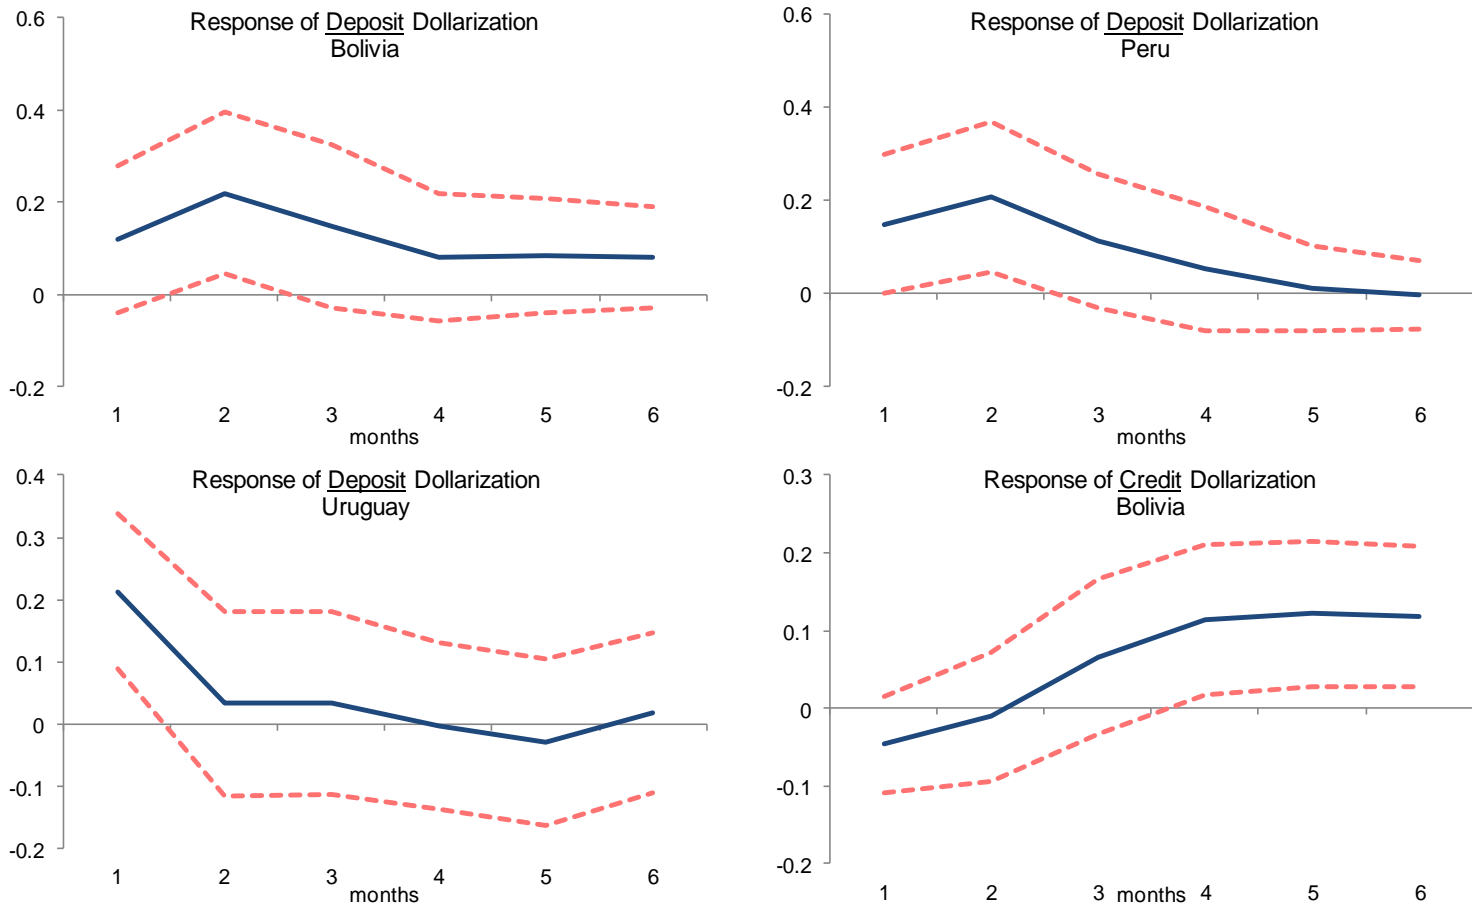 Response of Deposit Dollarization
Bolivia
0.6
0.4
0.2
0
-0.2
1 2 3 4 5 6
months
Response of Deposit Dollarization
Peru
0.6
0.4
0.2
0
-0.2
1 2 3 4 5 6
months
Response of Deposit Dollarization
Uruguay
0.4
0.3
0.2
0.1
0
-0.1
-0.2
1 2 3 4 5 6
months
Response of Credit Dollarization
Bolivia
0.3
0.2
0.1
0
-0.1
-0.2
1 2 3 months 4 5 6